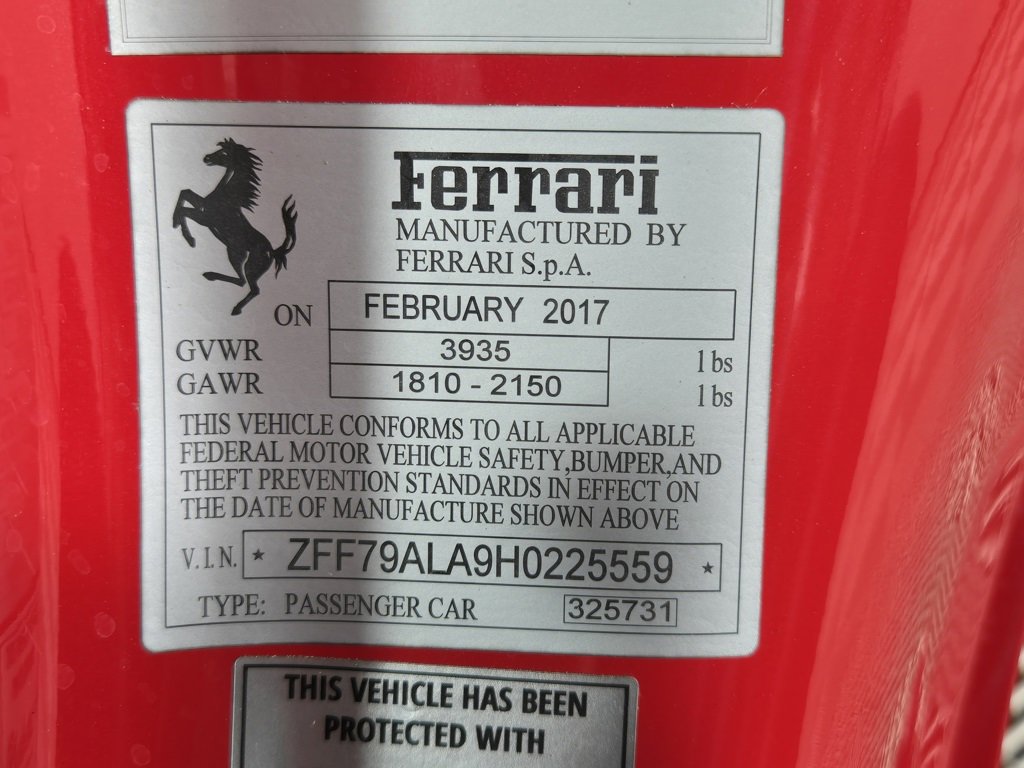 Ferrari
MANUFACTURED BY
FERRARI S.p.A.
ON FEBRUARY 2017
GVWR 3935 lbs
GAWR 1810 - 2150 lbs
THIS VEHICLE CONFORMS TO ALL APPLICABLE
FEDERAL MOTOR VEHICLE SAFETY,BUMPER,AND
THEFT PREVENTION STANDARDS IN EFFECT ON
THE DATE OF MANUFACTURE SHOWN ABOVE
V.I.N. * ZFF79ALA9H0225559 *
TYPE: PASSENGER CAR 325731
THIS VEHICLE HAS BEEN
PROTECTED WITH